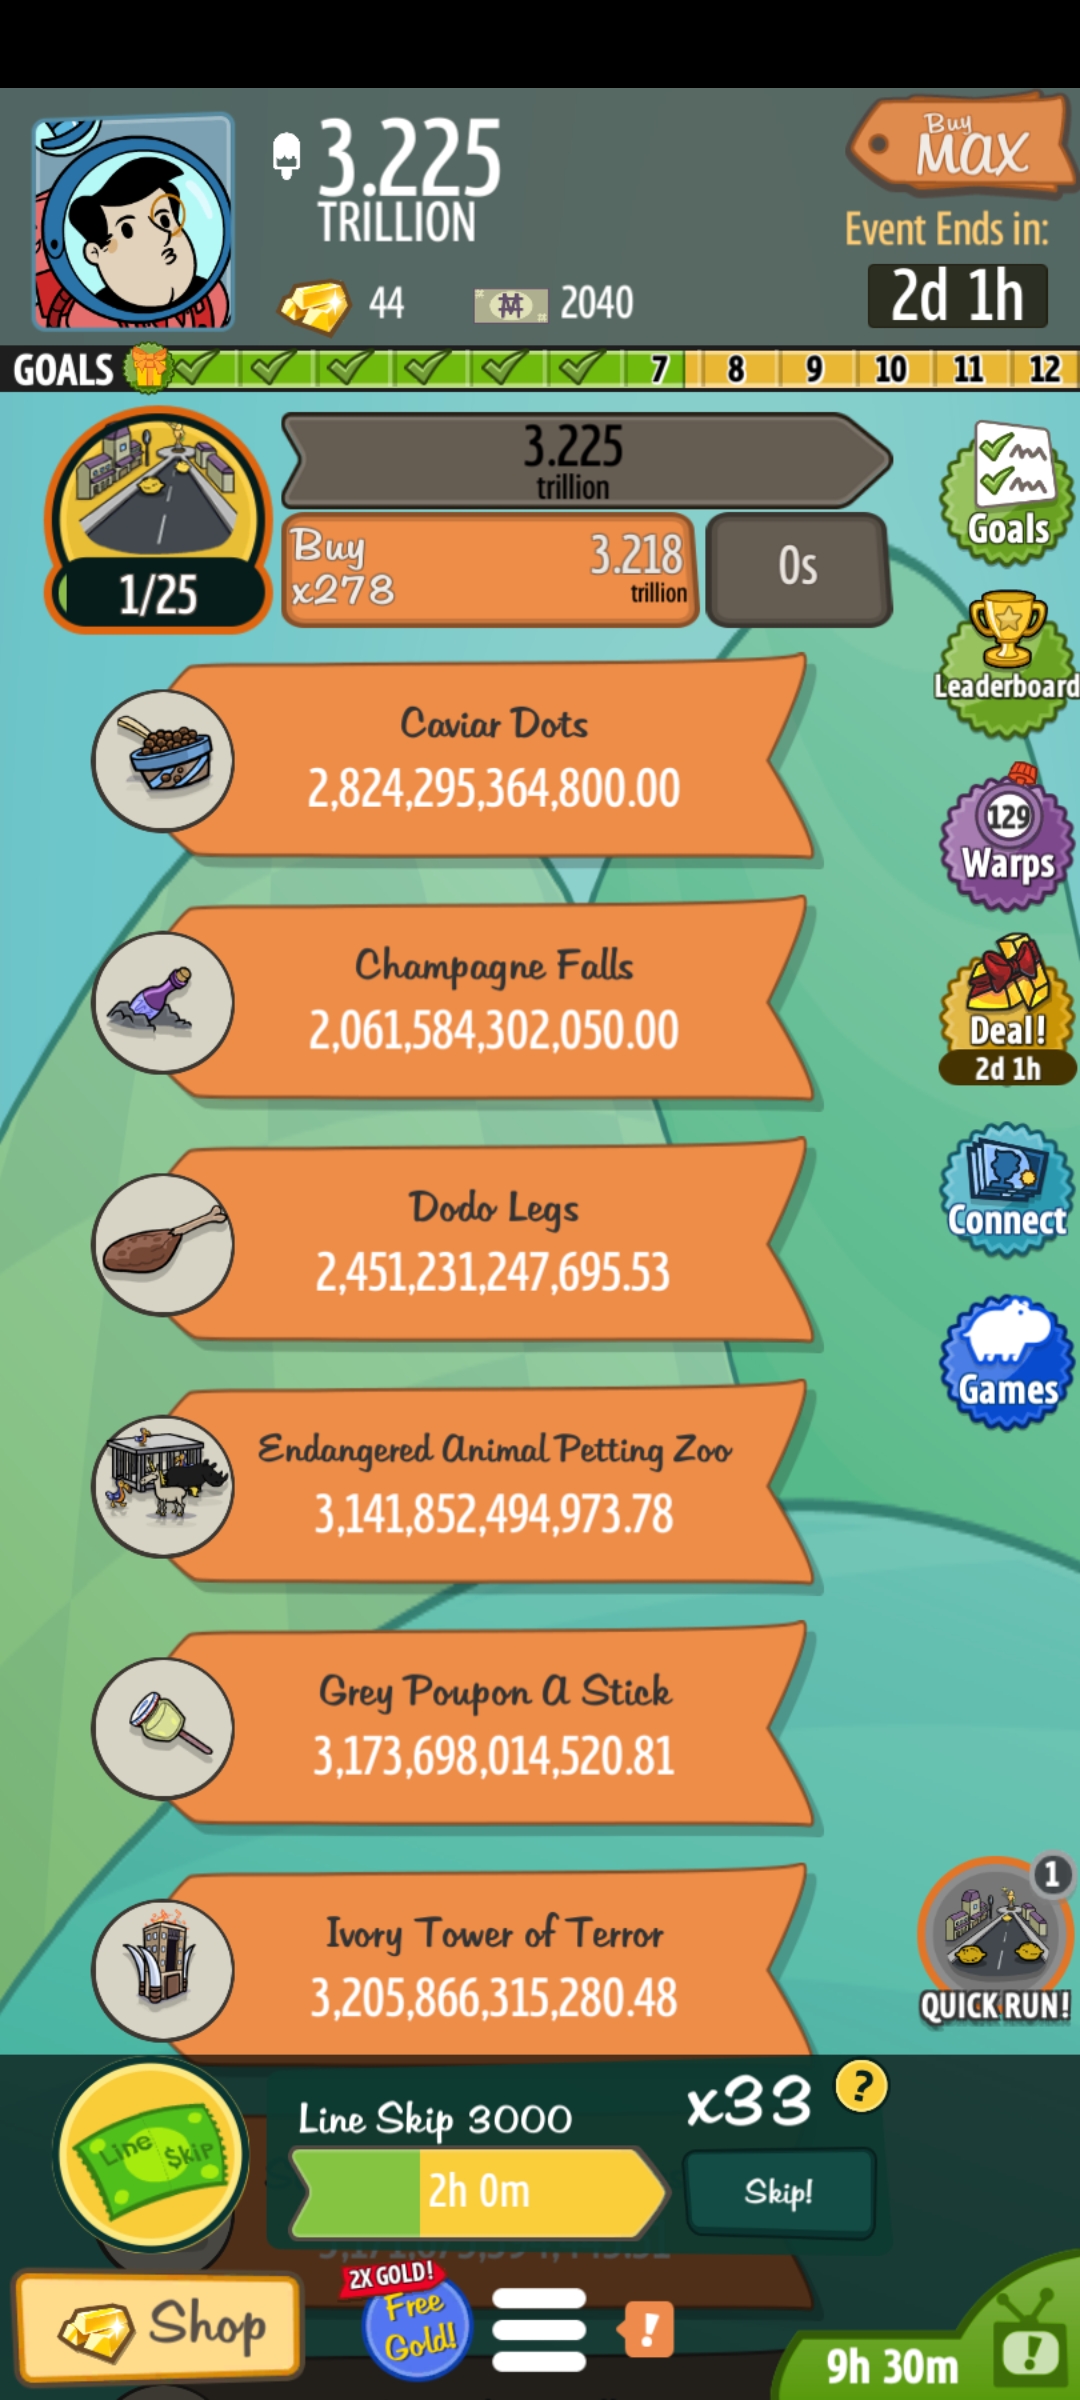 3.225
TRILLION
Buy
MAX
Event Ends in:
2d 1h
44
2040
GOALS
7
8
9
10
11
12
3.225
trillion
Buy
x278
3.218
trillion
0s
1/25
Goals
Leaderboard
Caviar Dots
2,824,295,364,800.00
129
Warps
Champagne Falls
2,061,584,302,050.00
Deal!
2d 1h
Dodo Legs
2,451,231,247,695.53
Connect
Games
Endangered Animal Petting Zoo
3,141,852,494,973.78
Grey Poupon A Stick
3,173,698,014,520.81
1
QUICK RUN!
Ivory Tower of Terror
3,205,866,315,280.48
Line $kip
Line Skip 3000
x33
?
2h 0m
Skip!
Shop
2X GOLD!
Free
Gold!
!
9h 30m
!